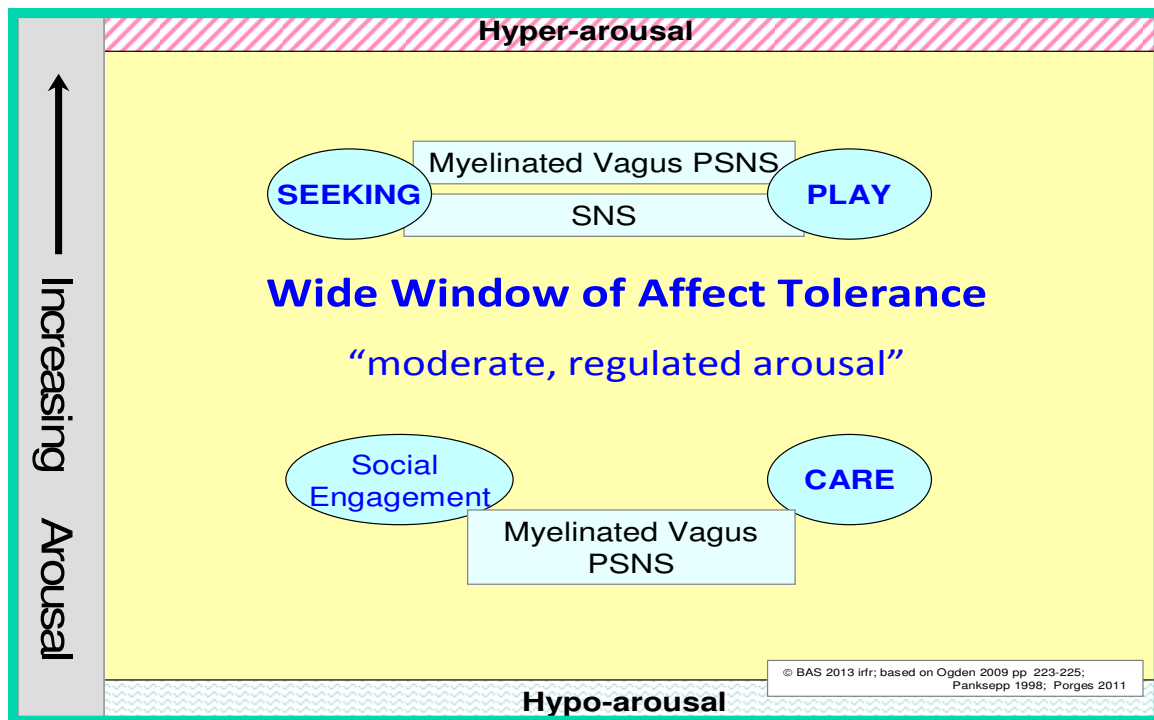 Hyper-arousal
Increasing Arousal
Myelinated Vagus PSNS
SEEKING
PLAY
SNS
Wide Window of Affect Tolerance
“moderate, regulated arousal”
Social
Engagement
CARE
Myelinated Vagus
PSNS
© BAS 2013 irfr; based on Ogden 2009 pp 223-225;
Panksepp 1998; Porges 2011
Hypo-arousal